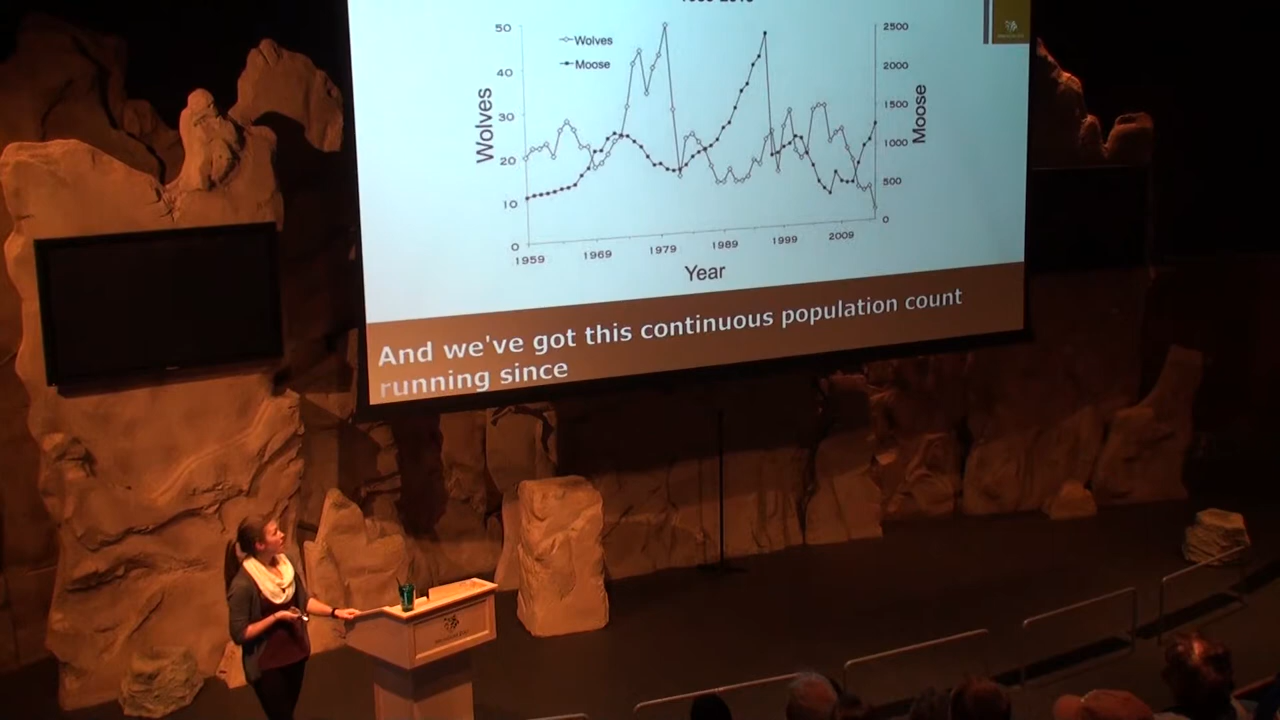 50
40
30
20
10
0
Wolves
Wolves
Moose
2500
2000
1500
1000
500
0
Moose
1959
1969
1979
1989
1999
2009
Year
And we've got this continuous population count
running since